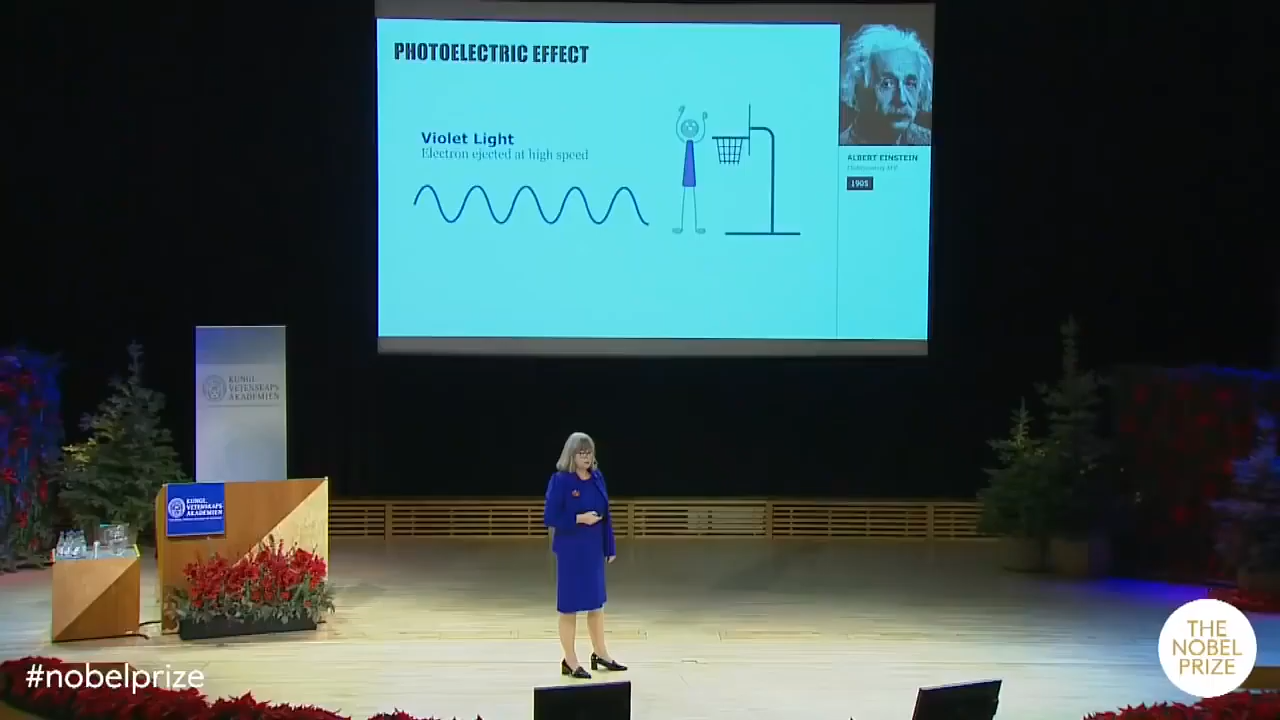 PHOTOELECTRIC EFFECT
Violet Light
Electron ejected at high speed
ALBERT EINSTEIN
1905
KUNGL.
VETENSKAPS
AKADEMIEN
KUNGL.
VETENSKAPS
AKADEMIEN
#nobelprize
THE
NOBEL
PRIZE